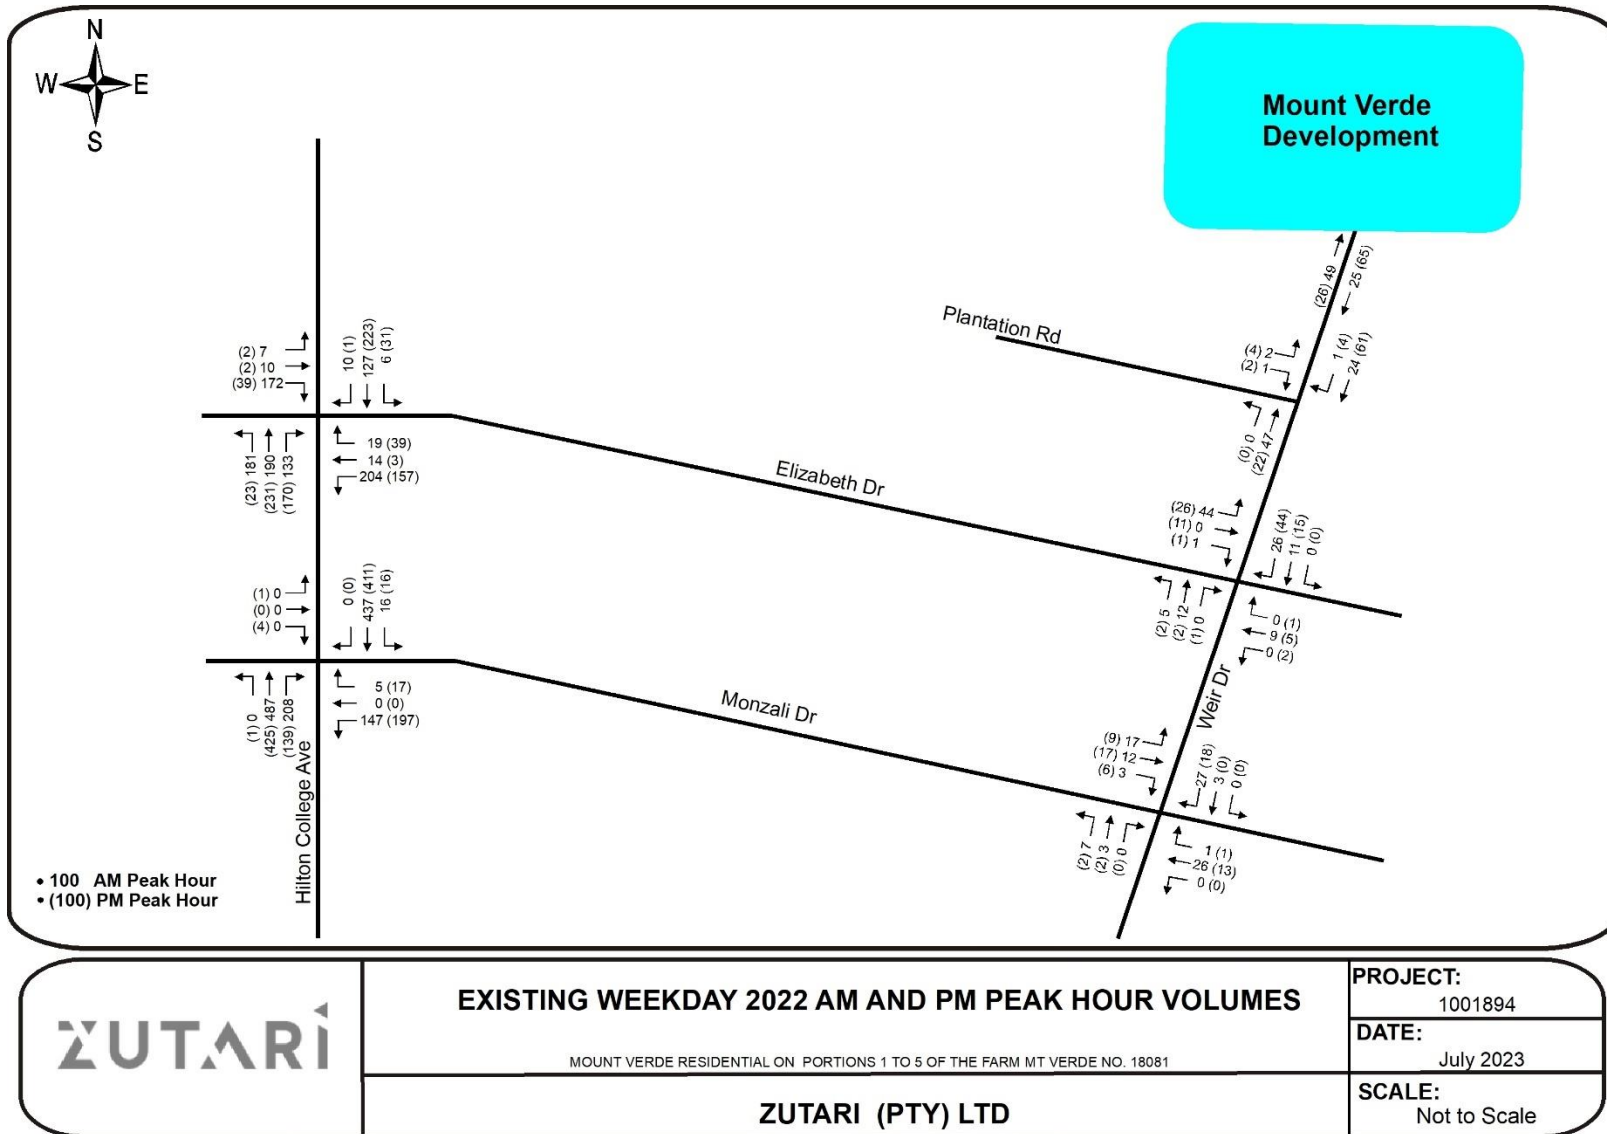 N
W E
S
Mount Verde
Development
(26) 49
25 (65)
Plantation Rd
(4) 2
(2) 1
1 (4)
24 (61)
(0) 0
(22) 47
(2) 7
(2) 10
(39) 172
10 (1)
127 (223)
6 (31)
19 (39)
14 (3)
204 (157)
(23) 181
(231) 190
(170) 133
Elizabeth Dr
(26) 44
(11) 0
(1) 1
26 (44)
11 (15)
0 (0)
(2) 5
(2) 12
(1) 0
0 (1)
9 (5)
0 (2)
(1) 0
(0) 0
(4) 0
0 (0)
437 (411)
16 (16)
5 (17)
0 (0)
147 (197)
(1) 0
(425) 487
(139) 208
Hilton College Ave
Monzali Dr
Weir Dr
(9) 17
(17) 12
(6) 3
27 (18)
3 (0)
0 (0)
(2) 7
(2) 3
(0) 0
1 (1)
26 (13)
0 (0)
• 100 AM Peak Hour
• (100) PM Peak Hour
ZUTARI
EXISTING WEEKDAY 2022 AM AND PM PEAK HOUR VOLUMES
MOUNT VERDE RESIDENTIAL ON PORTIONS 1 TO 5 OF THE FARM MT VERDE NO. 18081
ZUTARI (PTY) LTD
PROJECT:
1001894
DATE:
July 2023
SCALE:
Not to Scale